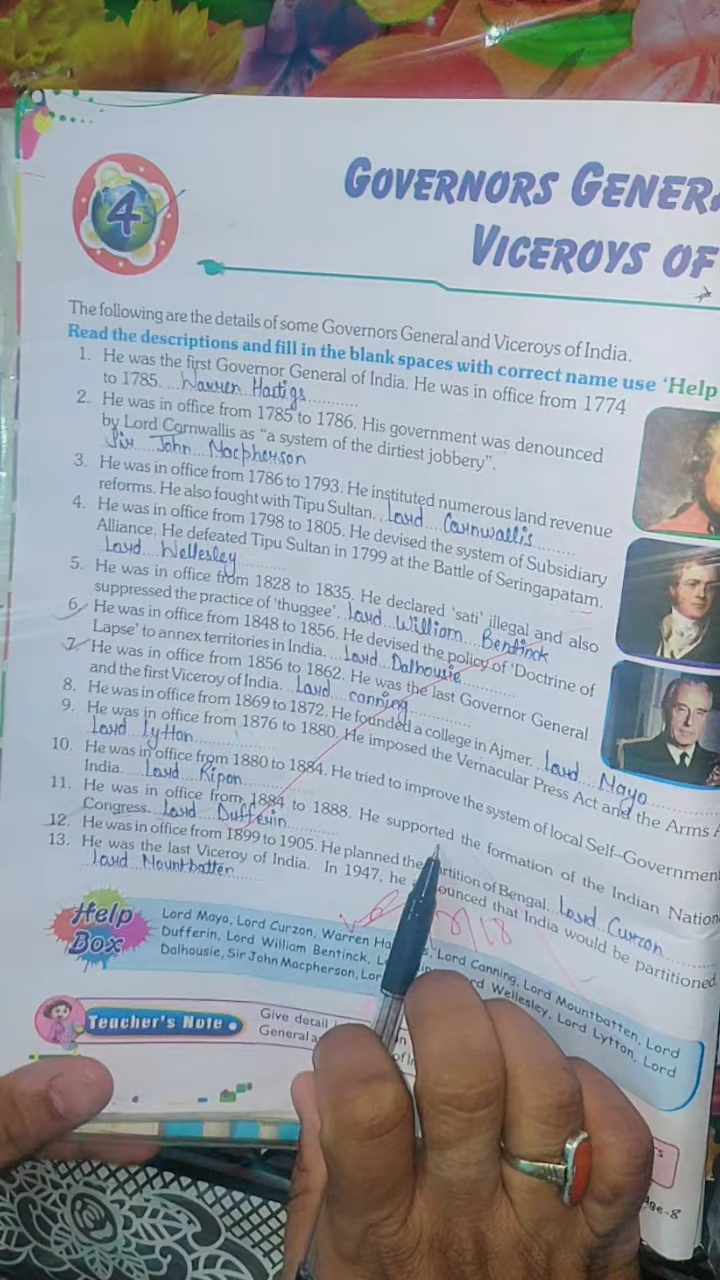 4
GOVERNORS GENER
VICEROYS OF
The following are the details of some Governors General and Viceroys of India.
Read the descriptions and fill in the blank spaces with correct name use ‘Help
1. He was the first Governor General of India. He was in office from 1774
to 1785. Warren Hastigs
2. He was in office from 1785 to 1786. His government was denounced
by Lord Cornwallis as "a system of the dirtiest jobbery".
Sir John Macpherson
3. He was in office from 1786 to 1793. He instituted numerous land revenue
reforms. He also fought with Tipu Sultan. Lord Cornwallis
4. He was in office from 1798 to 1805. He devised the system of Subsidiary
Alliance. He defeated Tipu Sultan in 1799 at the Battle of Seringapatam.
Lord Wellesley
5. He was in office from 1828 to 1835. He declared ‘sati’ illegal and also
suppressed the practice of ‘thuggee’. Lord William Bentinck
6. He was in office from 1848 to 1856. He devised the policy of ‘Doctrine of
Lapse’ to annex territories in India. Lord Dalhousie
7. He was in office from 1856 to 1862. He was the last Governor General
and the first Viceroy of India. Lord canning
8. He was in office from 1869 to 1872. He founded a college in Ajmer. Lord Mayo
9. He was in office from 1876 to 1880. He imposed the Vernacular Press Act and the Arms A
Lord Lytton
10. He was in office from 1880 to 1884. He tried to improve the system of local Self-Government
India. Lord Ripon
11. He was in office from 1884 to 1888. He supported the formation of the Indian Nation
Congress. Lord Dufferin
12. He was in office from 1899 to 1905. He planned the rtition of Bengal. Lord Curzon
13. He was the last Viceroy of India. In 1947, he ounced that India would be partitioned
Lord Mountbatten
Help
Box
Lord Mayo, Lord Curzon, Warren Ha s, Lord Canning, Lord Mountbatten, Lord
Dufferin, Lord William Bentinck, L rd Wellesley, Lord Lytton, Lord
Dalhousie, Sir John Macpherson, Lor
Teacher's Note
Give detail
General a